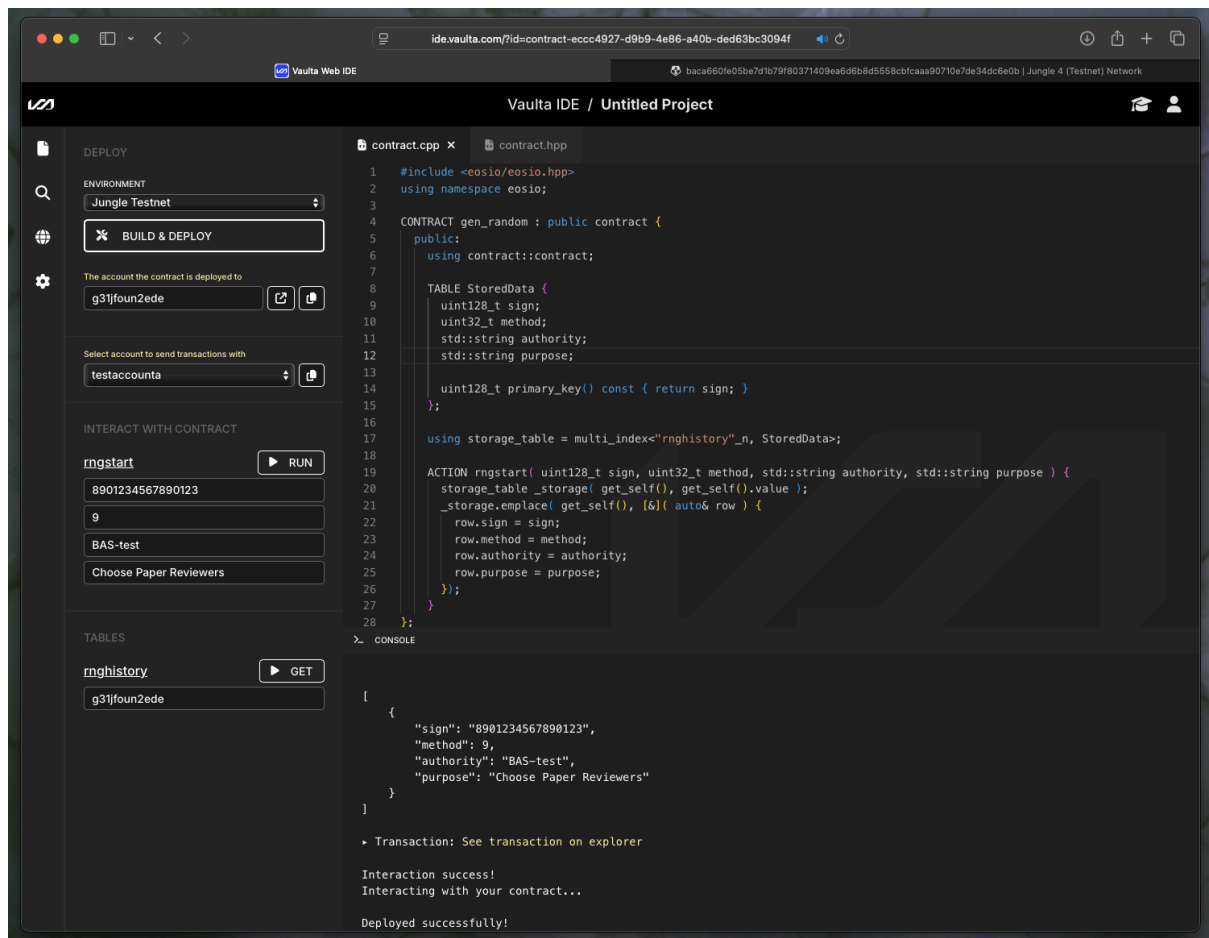 ide.vaulta.com/?id=contract-eccc4927-d9b9-4e86-a40b-ded63bc3094f
Vaulta Web IDE
baca660fe05be7d1b79f80371409ea6d6b8d5558cbfcaaa90710e7de34dc6e0b | Jungle 4 (Testnet) Network
Vaulta IDE / Untitled Project
DEPLOY
ENVIRONMENT
Jungle Testnet
BUILD & DEPLOY
The account the contract is deployed to
g31jfoun2ede
Select account to send transactions with
testaccounta
INTERACT WITH CONTRACT
rngstart
RUN
8901234567890123
9
BAS-test
Choose Paper Reviewers
TABLES
rnghistory
GET
g31jfoun2ede
contract.cpp ×
contract.hpp
1 #include <eosio/eosio.hpp>
2 using namespace eosio;
3
4 CONTRACT gen_random : public contract {
5 public:
6 using contract::contract;
7
8 TABLE StoredData {
9 uint128_t sign;
10 uint32_t method;
11 std::string authority;
12 std::string purpose;
13
14 uint128_t primary_key() const { return sign; }
15 };
16
17 using storage_table = multi_index<"rnghistory"_n, StoredData>;
18
19 ACTION rngstart( uint128_t sign, uint32_t method, std::string authority, std::string purpose ) {
20 storage_table _storage( get_self(), get_self().value );
21 _storage.emplace( get_self(), [&]( auto& row ) {
22 row.sign = sign;
23 row.method = method;
24 row.authority = authority;
25 row.purpose = purpose;
26 });
27 }
28 };
CONSOLE
[
{
"sign": "8901234567890123",
"method": 9,
"authority": "BAS-test",
"purpose": "Choose Paper Reviewers"
}
]
▸ Transaction: See transaction on explorer
Interaction success!
Interacting with your contract...
Deployed successfully!